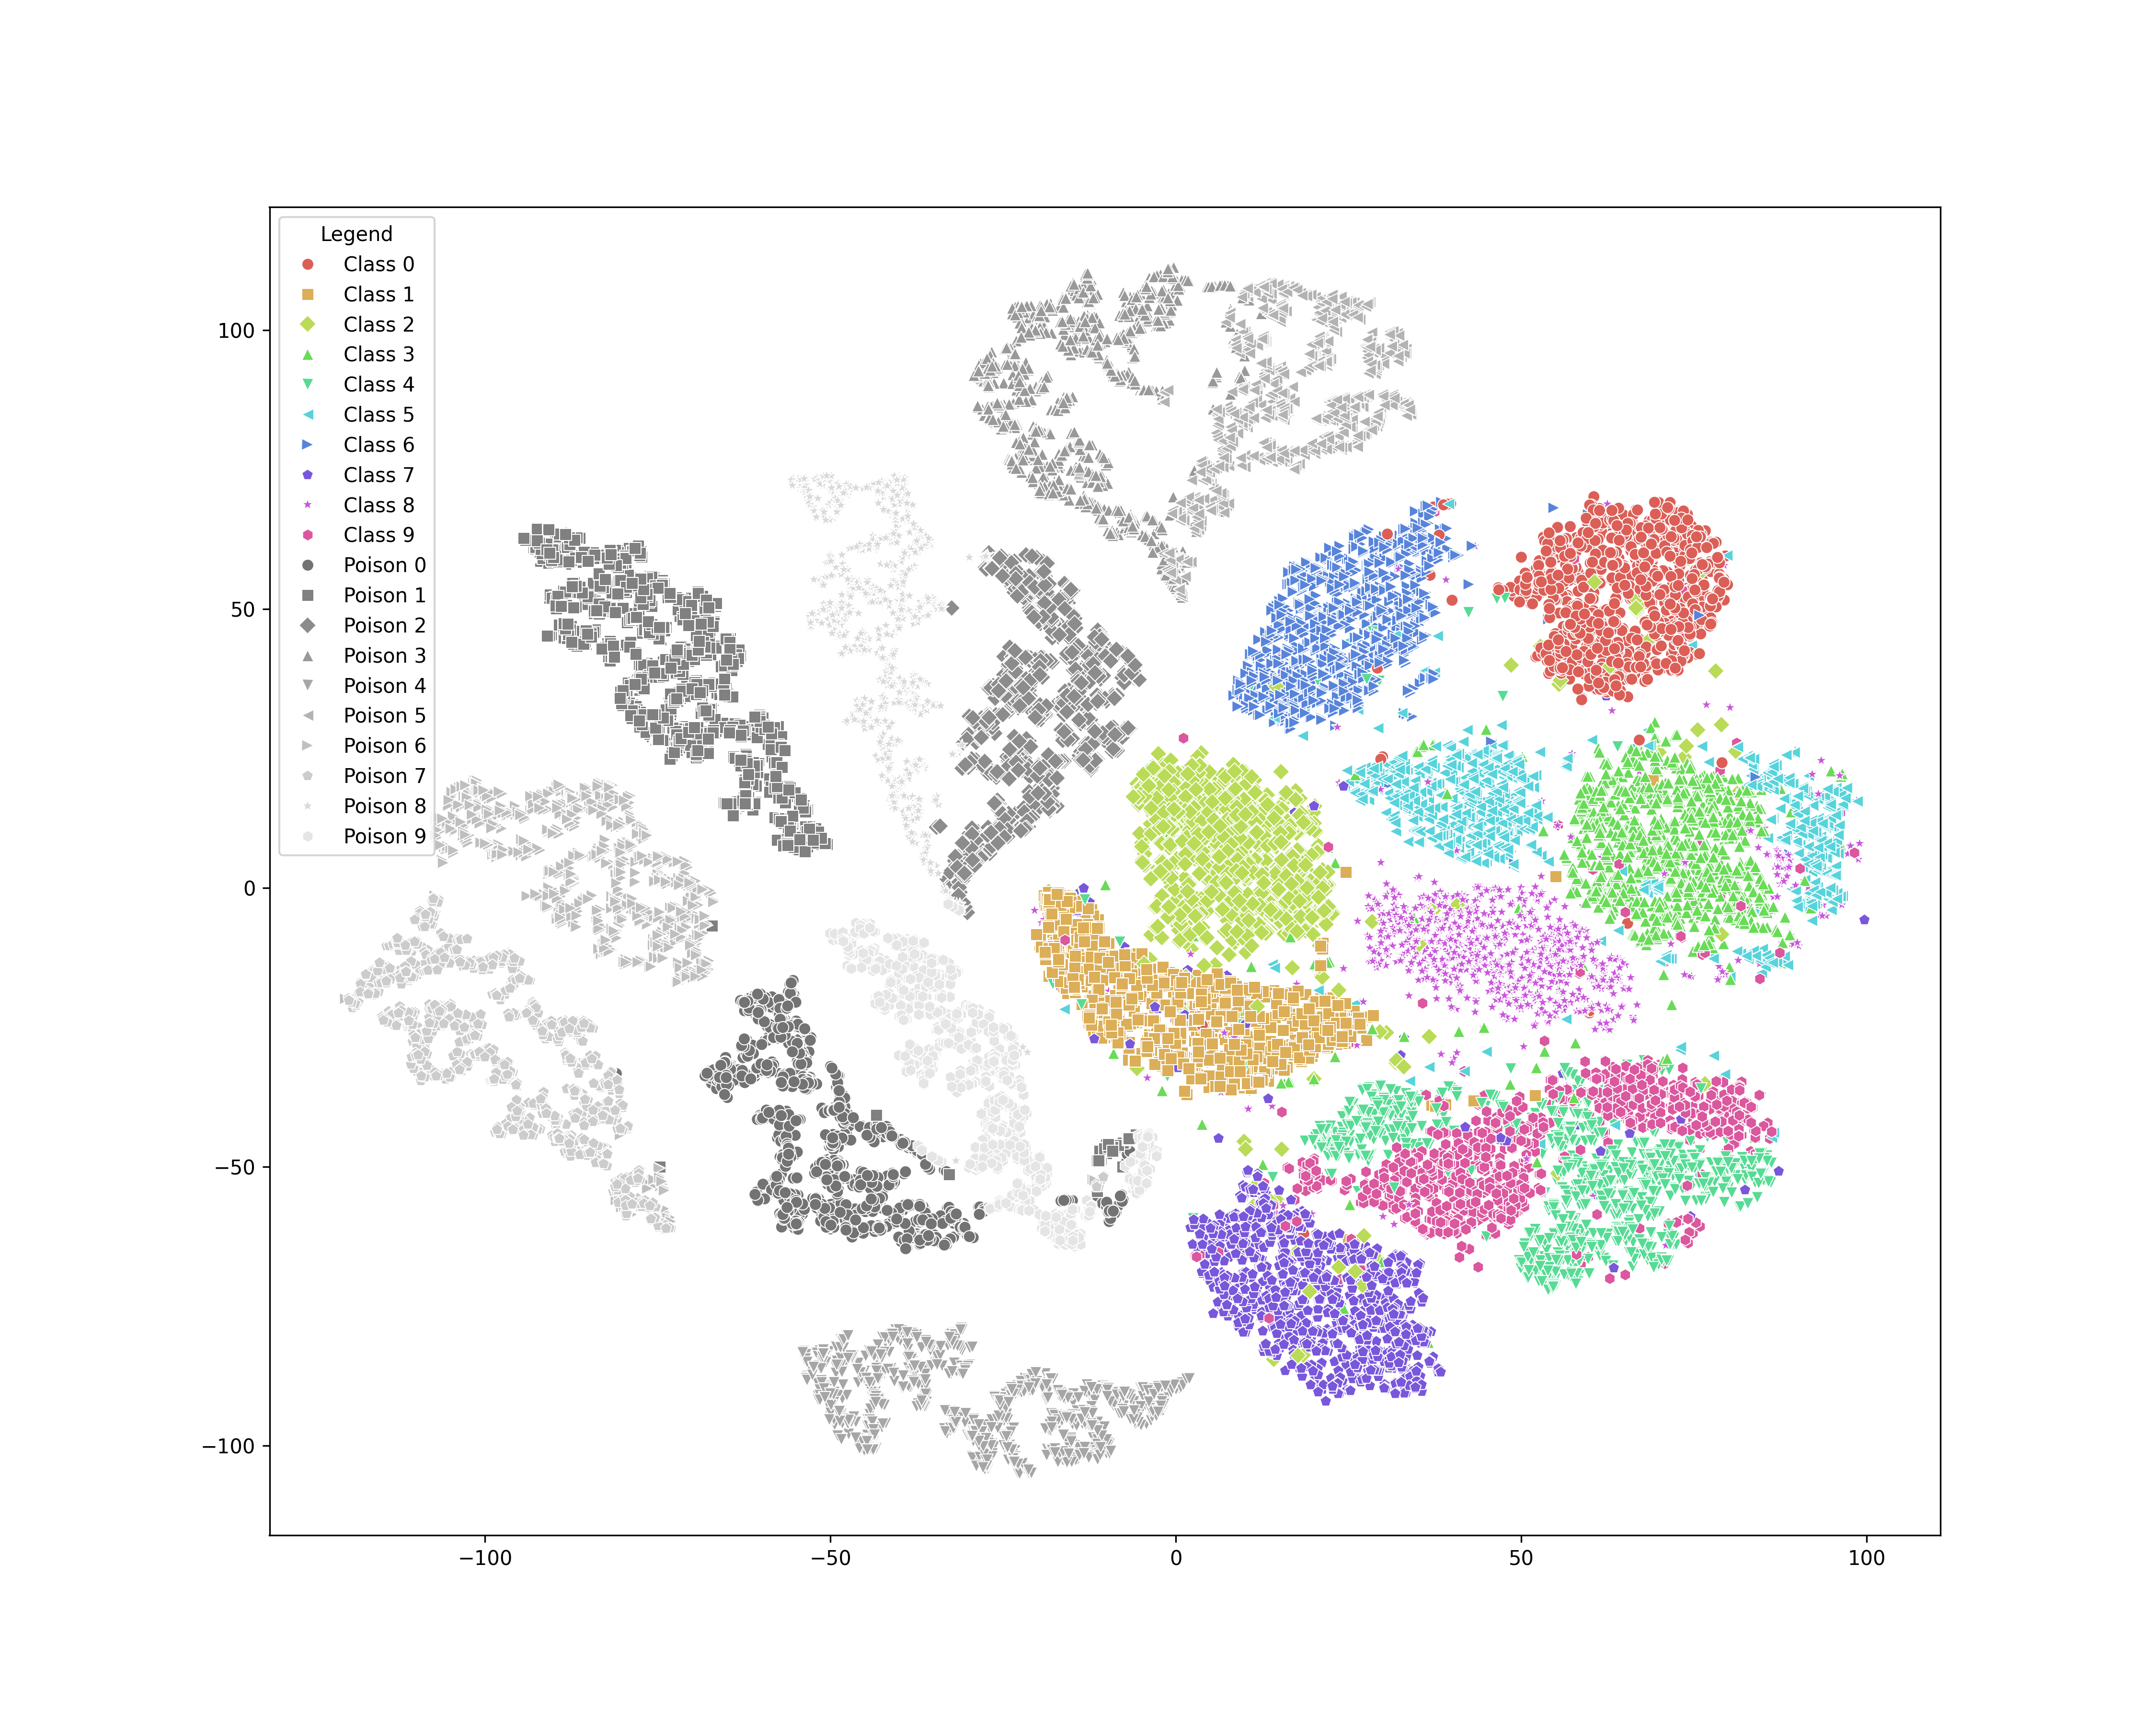 Legend
Class 0
Class 1
Class 2
Class 3
Class 4
Class 5
Class 6
Class 7
Class 8
Class 9
Poison 0
Poison 1
Poison 2
Poison 3
Poison 4
Poison 5
Poison 6
Poison 7
Poison 8
Poison 9
100
50
0
−50
−100
−100 −50 0 50 100